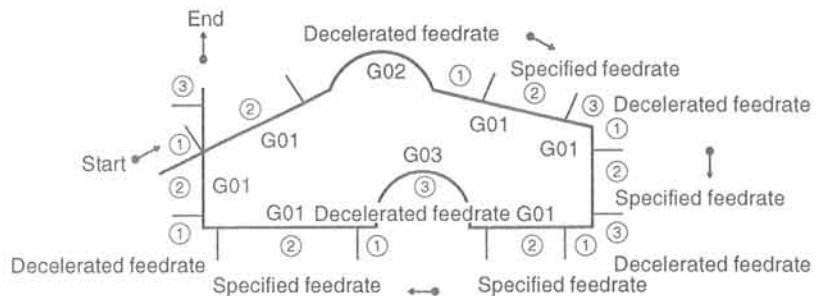 End
Decelerated feedrate
G02
① Specified feedrate
③ ② ②
③ Decelerated feedrate
G01 G01 ①
① G03 G01
Start
② G01 ③ ②
Specified feedrate
G01 Decelerated feedrate G01
① ② ① ② ① ③
Decelerated feedrate Decelerated feedrate
Specified feedrate Specified feedrate